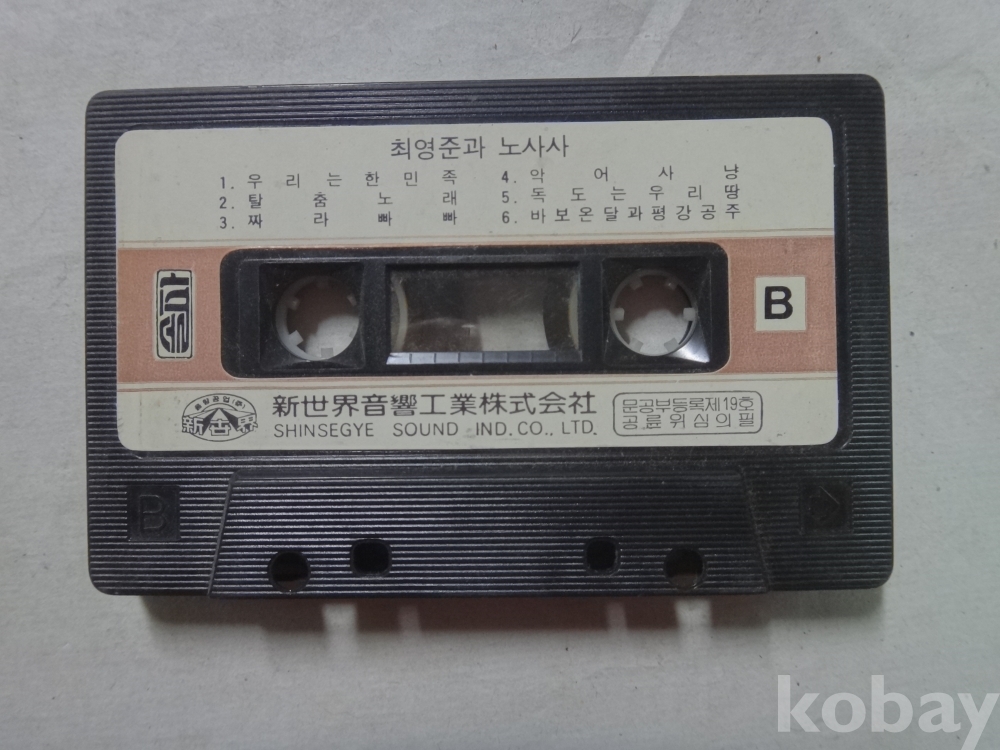 최영준과 노사사
1. 우리는한민족
2. 탈춤노래
3. 짜라빠빠
4. 악어사냥
5. 독도는우리땅
6. 바보온달과평강공주
B
新世界音響工業株式会社
SHINSEGYE SOUND IND. CO., LTD.
문공부등록제19호
공륜위심의필
B
kobay